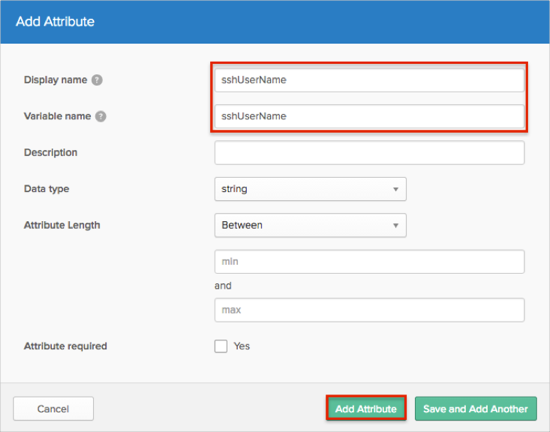 Add Attribute
Display name ? sshUserName
Variable name ? sshUserName
Description
Data type string
Attribute Length Between
min
and
max
Attribute required Yes
Cancel Add Attribute Save and Add Another